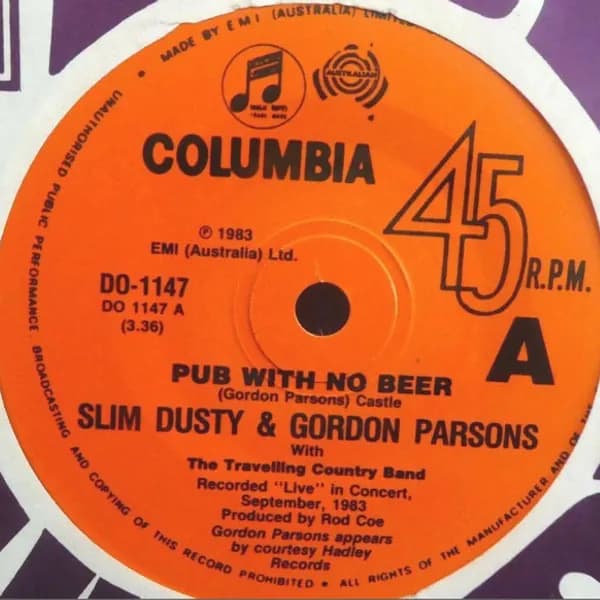 • MADE BY EMI (AUSTRALIA) LIMITED
AUSTRALIAN
COLUMBIA
45
R.P.M.
℗ 1983
EMI (Australia) Ltd.
DO-1147
DO 1147 A
(3.36)
A
PUB WITH NO BEER
(Gordon Parsons) Castle
SLIM DUSTY & GORDON PARSONS
With
The Travelling Country Band
Recorded "Live" in Concert,
September, 1983
Produced by Rod Coe
Gordon Parsons appears
by courtesy Hadley
Records
UNAUTHORISED PUBLIC PERFORMANCE BROADCASTING AND COPYING OF THIS RECORD PROHIBITED • ALL RIGHTS OF THE MANUFACTURER AND OF THE